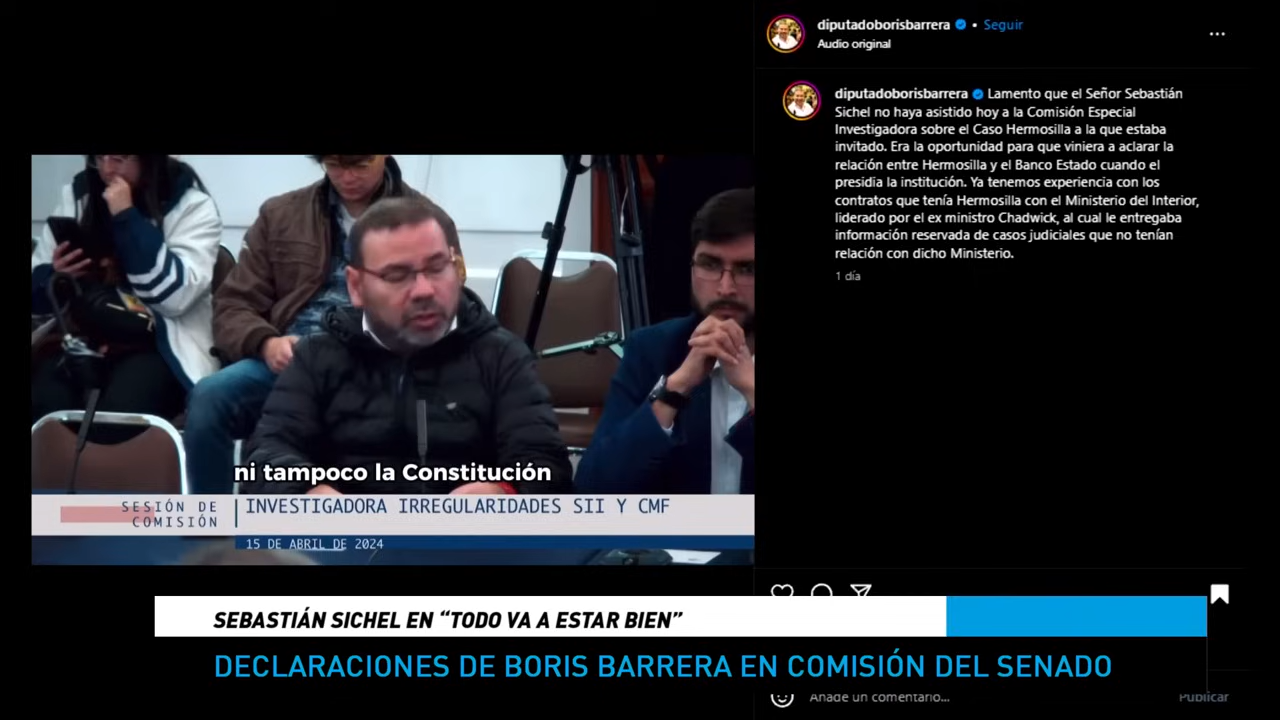 diputadoborisbarrera • Seguir
Audio original
diputadoborisbarrera Lamento que el Señor Sebastián
Sichel no haya asistido hoy a la Comisión Especial
Investigadora sobre el Caso Hermosilla a la que estaba
invitado. Era la oportunidad para que viniera a aclarar la
relación entre Hermosilla y el Banco Estado cuando el
presidia la institución. Ya tenemos experiencia con los
contratos que tenía Hermosilla con el Ministerio del Interior,
liderado por el ex ministro Chadwick, al cual le entregaba
información reservada de casos judiciales que no tenían
relación con dicho Ministerio.
1 día
ni tampoco la Constitución
SESIÓN DE
COMISIÓN
INVESTIGADORA IRREGULARIDADES SII Y CMF
15 DE ABRIL DE 2024
SEBASTIÁN SICHEL EN “TODO VA A ESTAR BIEN”
DECLARACIONES DE BORIS BARRERA EN COMISIÓN DEL SENADO
Añade un comentario...
Publicar